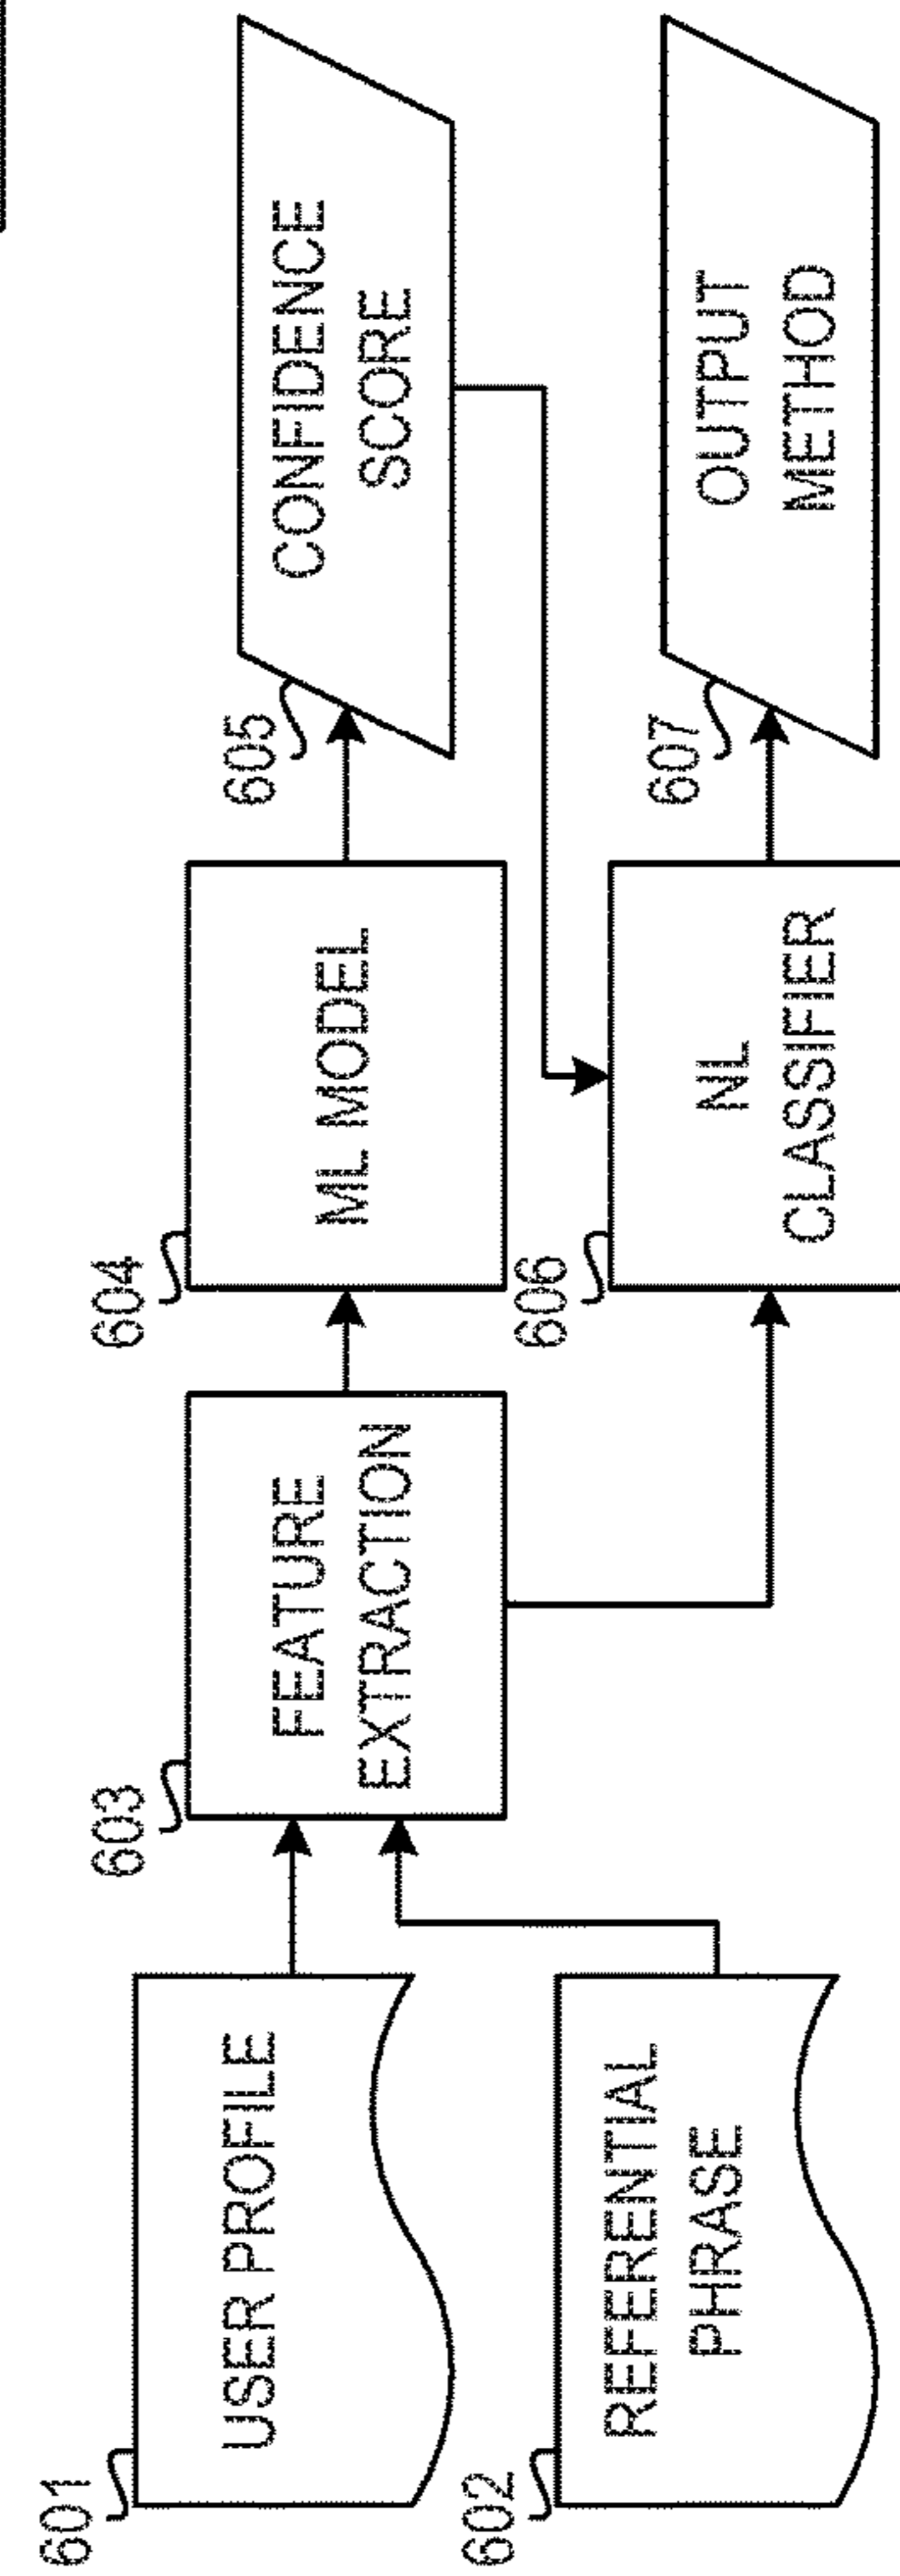 601
USER PROFILE
602
REFERENTIAL
PHRASE
603
FEATURE
EXTRACTION
604
ML MODEL
605
CONFIDENCE
SCORE
606
NL
CLASSIFIER
607
OUTPUT
METHOD